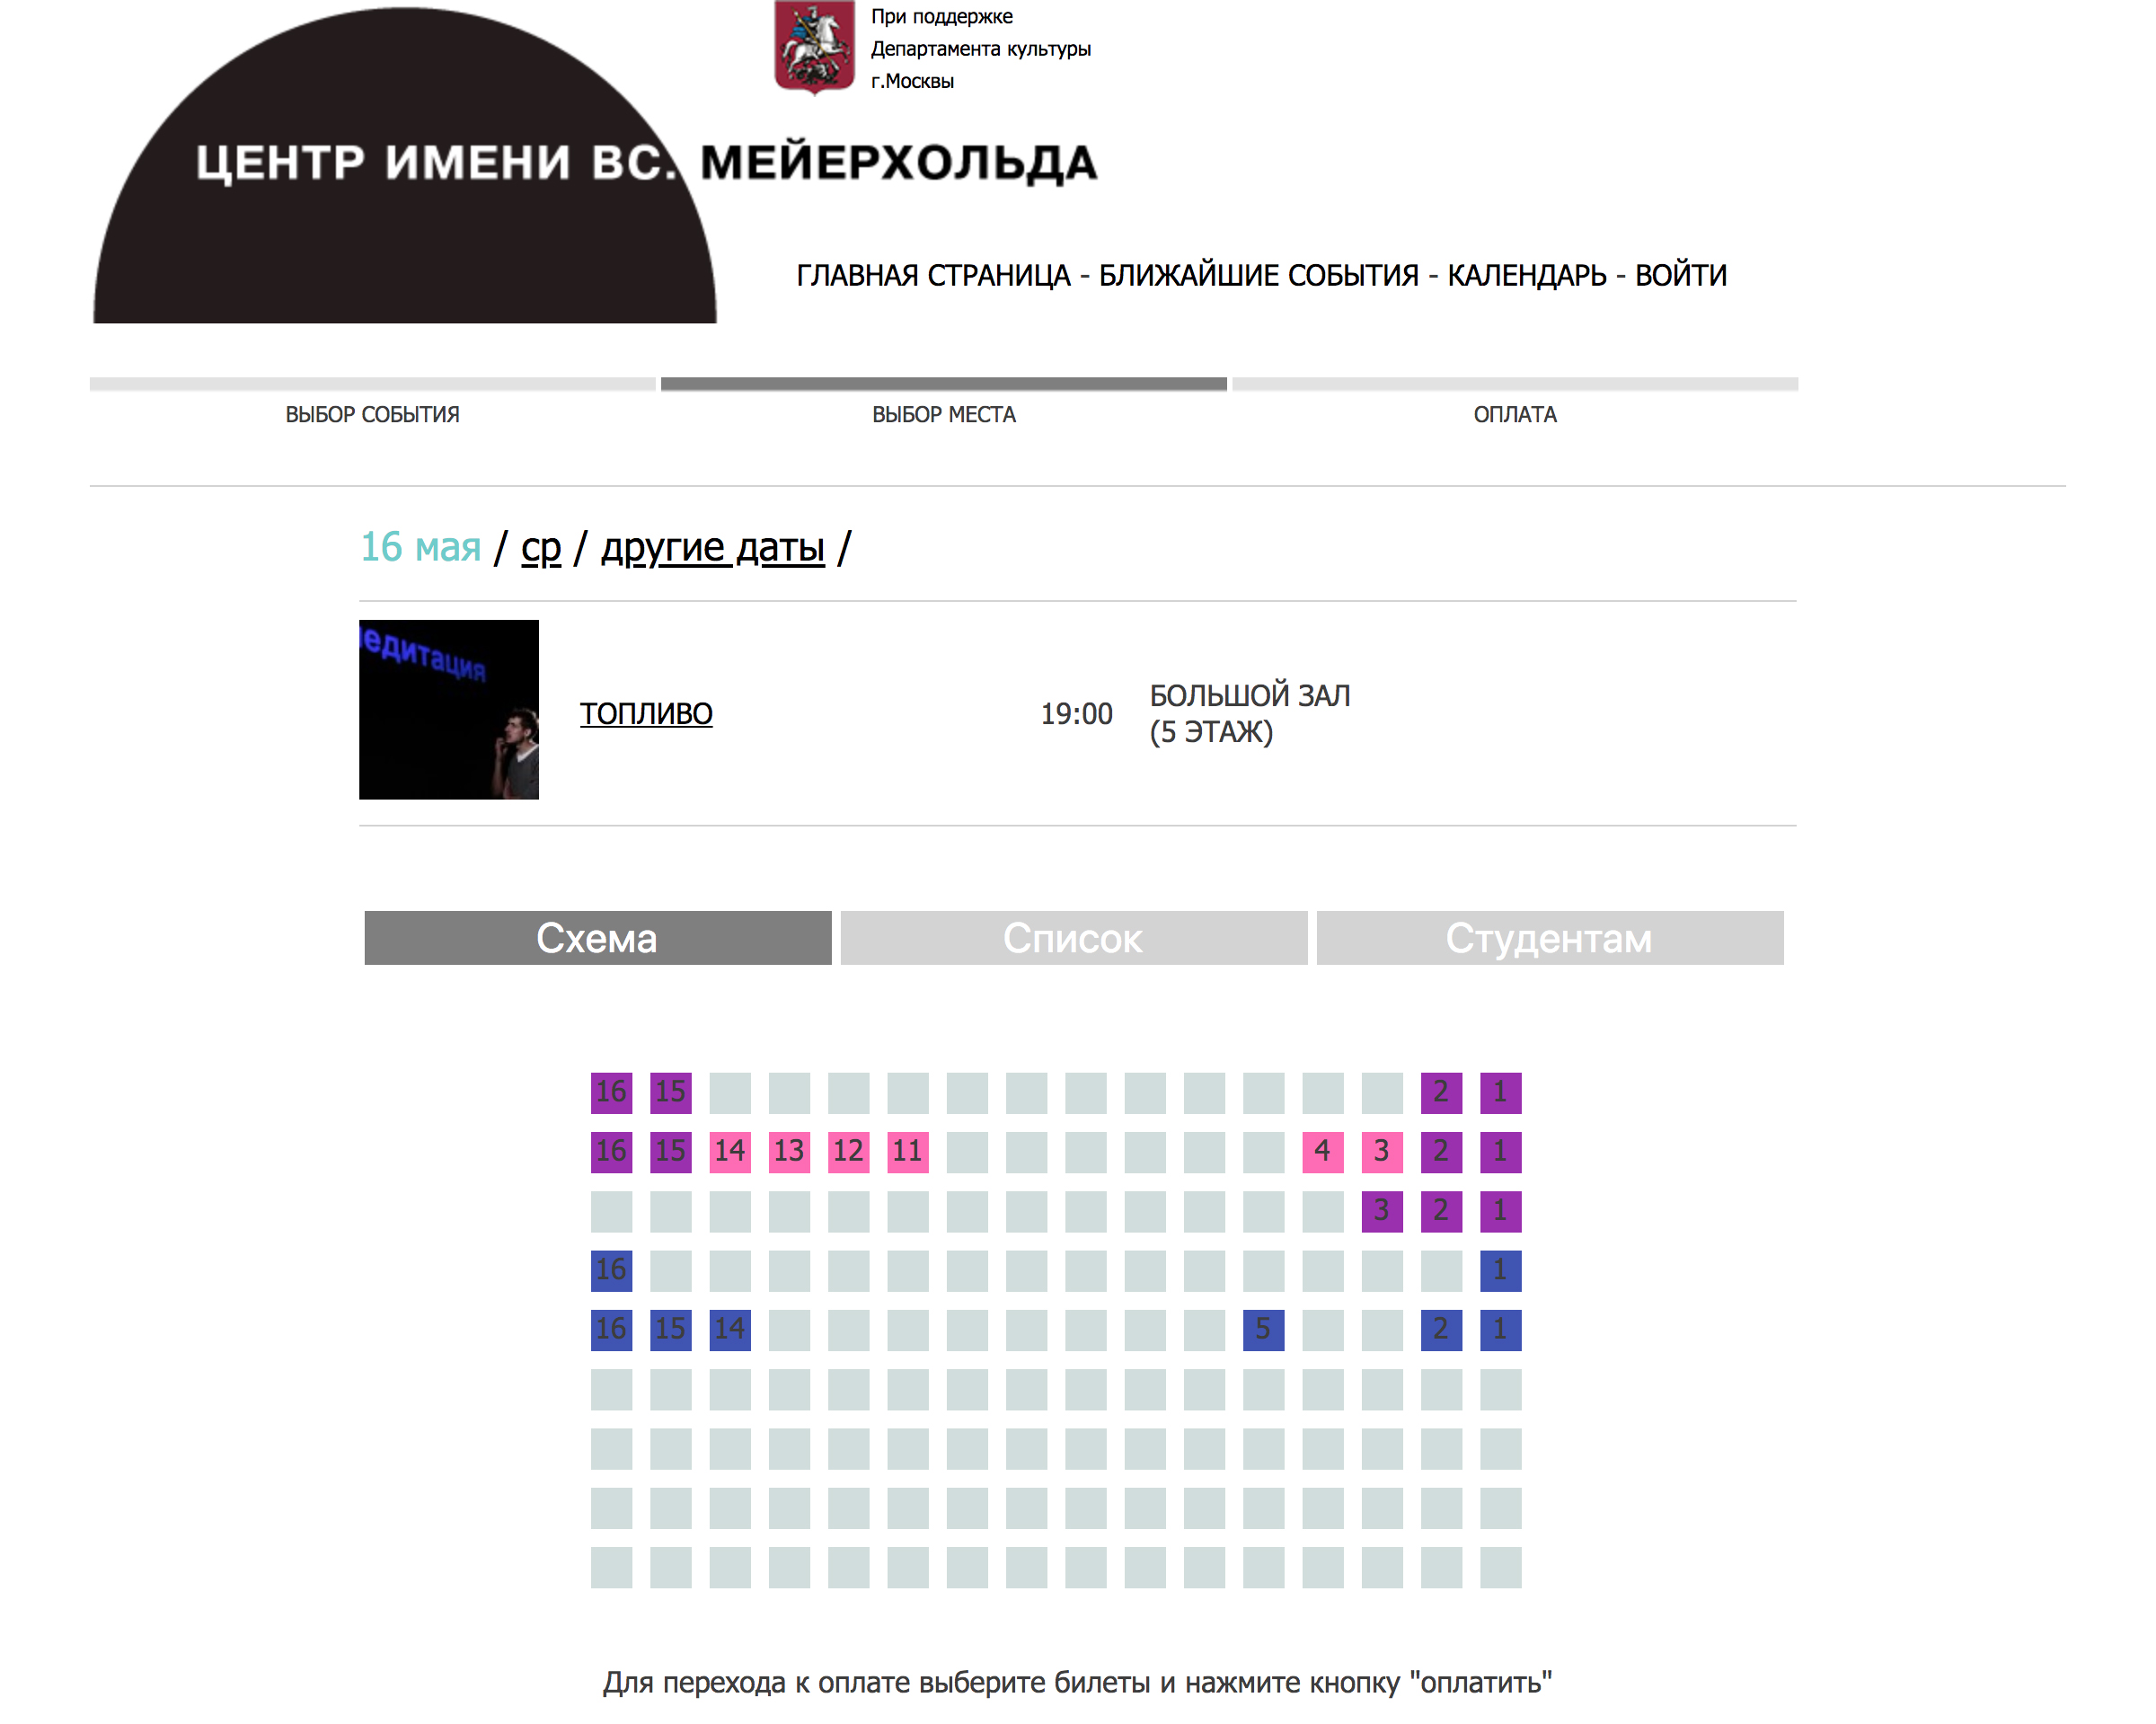 При поддержке
Департамента культуры
г.Москвы
ЦЕНТР ИМЕНИ ВС. МЕЙЕРХОЛЬДА
ГЛАВНАЯ СТРАНИЦА - БЛИЖАЙШИЕ СОБЫТИЯ - КАЛЕНДАРЬ - ВОЙТИ
ВЫБОР СОБЫТИЯ ВЫБОР МЕСТА ОПЛАТА
16 мая / ср / другие даты /
едитация
ТОПЛИВО
19:00
БОЛЬШОЙ ЗАЛ
(5 ЭТАЖ)
Схема Список Студентам
16 15 2 1
16 15 14 13 12 11 4 3 2 1
3 2 1
16 1
16 15 14 5 2 1
Для перехода к оплате выберите билеты и нажмите кнопку "оплатить"